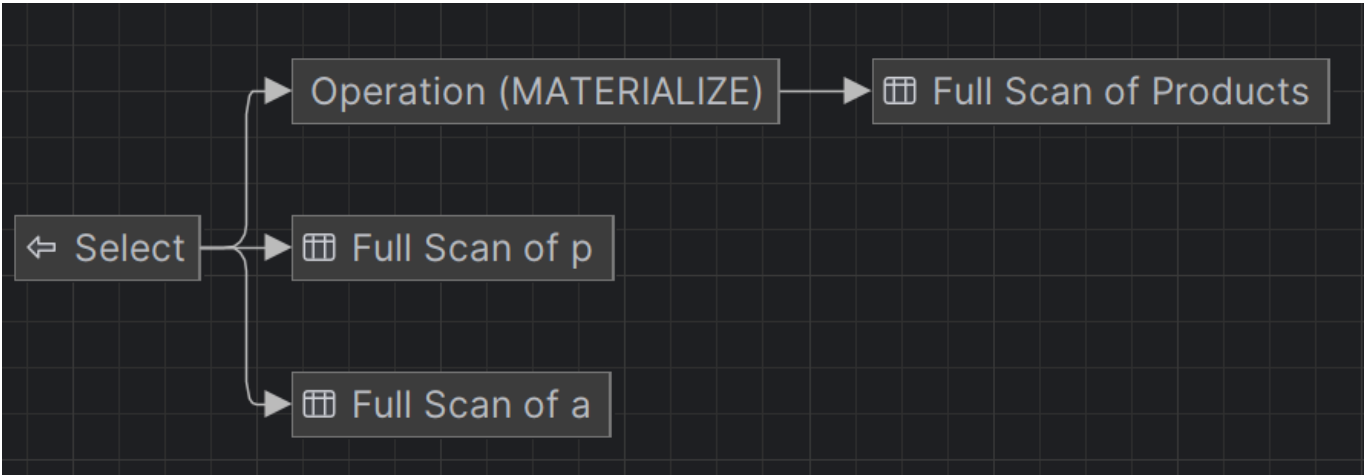 Operation (MATERIALIZE)
Full Scan of Products
Select
Full Scan of p
Full Scan of a